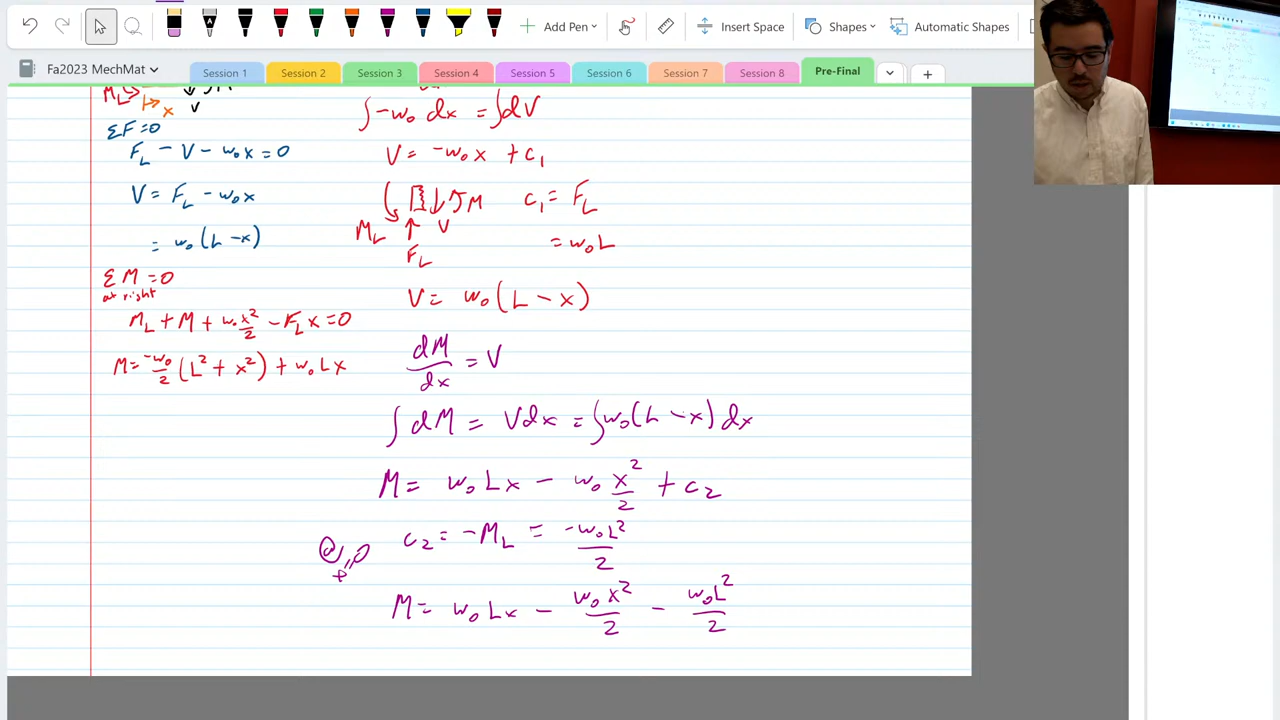 Add Pen
Insert Space
Shapes
Automatic Shapes
Fa2023 MechMat
Session 1
Session 2
Session 3
Session 4
Session 5
Session 6
Session 7
Session 8
Pre-Final
M_L
x
V
ΣF=0
F_L - V - w₀x = 0
V = F_L - w₀x
= w₀(L-x)
ΣM=0
at right
M_L + M + w₀x²/2 - F_L x = 0
M = -w₀/2 (L² + x²) + w₀Lx
∫-w₀ dx = ∫dV
V = -w₀x + c₁
M
c₁ = F_L
M_L
V
F_L
= w₀L
V = w₀(L - x)
dM/dx = V
∫dM = Vdx = ∫w₀(L - x) dx
M = w₀Lx - w₀ x²/2 + c₂
@ x=0
c₂ = -M_L = -w₀L²/2
M = w₀Lx - w₀x²/2 - w₀L²/2